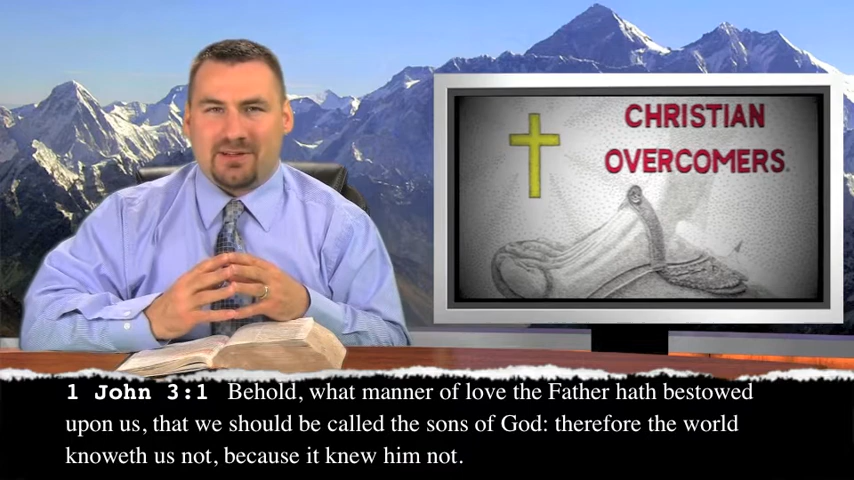 CHRISTIAN
OVERCOMERS
1 John 3:1 Behold, what manner of love the Father hath bestowed
upon us, that we should be called the sons of God: therefore the world
knoweth us not, because it knew him not.